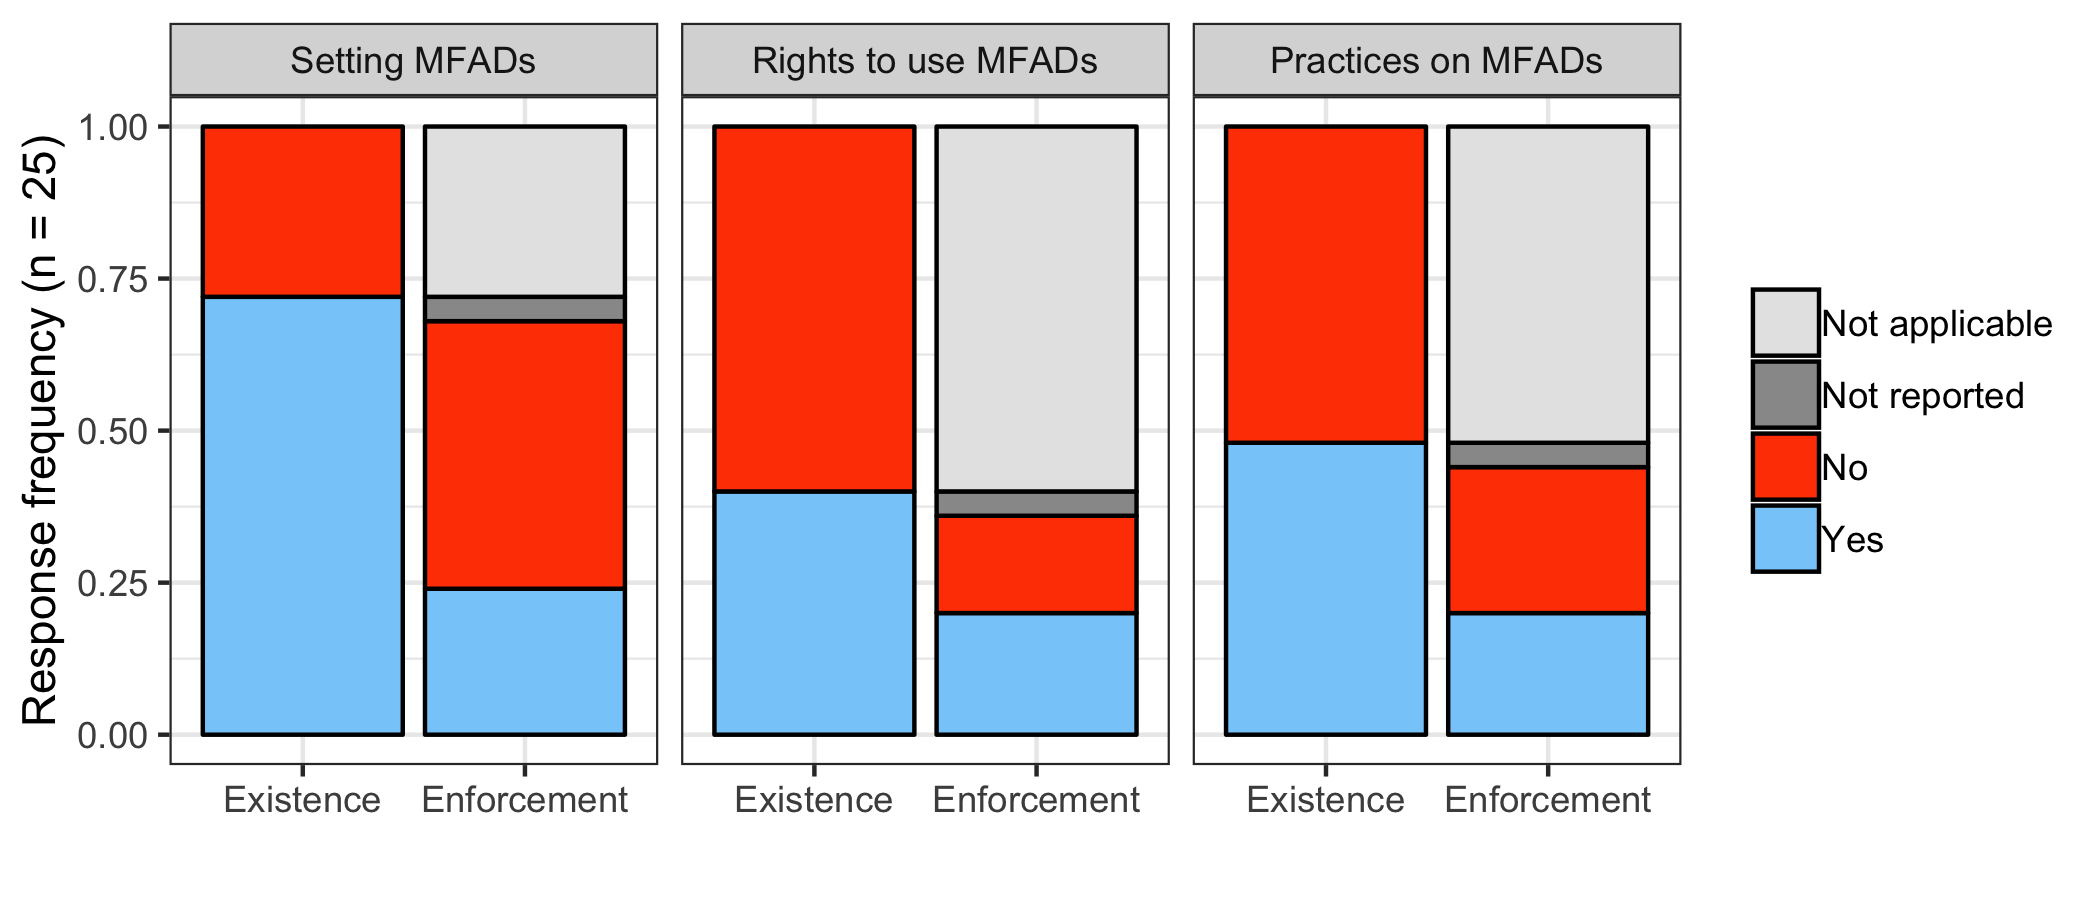 Setting MFADs
Rights to use MFADs
Practices on MFADs
Response frequency (n = 25)
1.00
0.75
0.50
0.25
0.00
Existence
Enforcement
Existence
Enforcement
Existence
Enforcement
Not applicable
Not reported
No
Yes